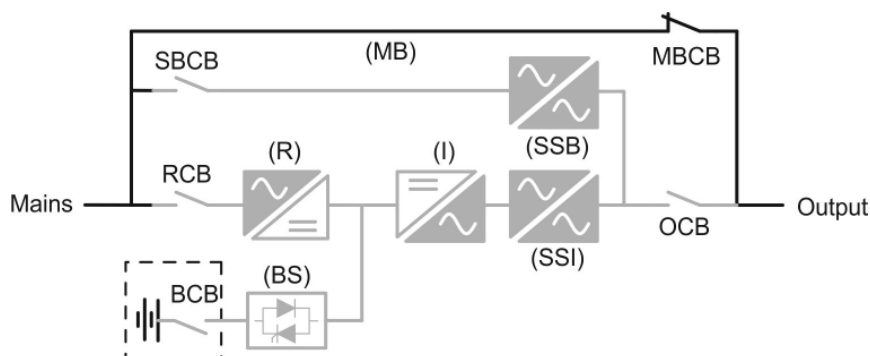 (MB)
MBCB
SBCB
(SSB)
(R)
(I)
RCB
Mains
Output
OCB
(SSI)
(BS)
BCB